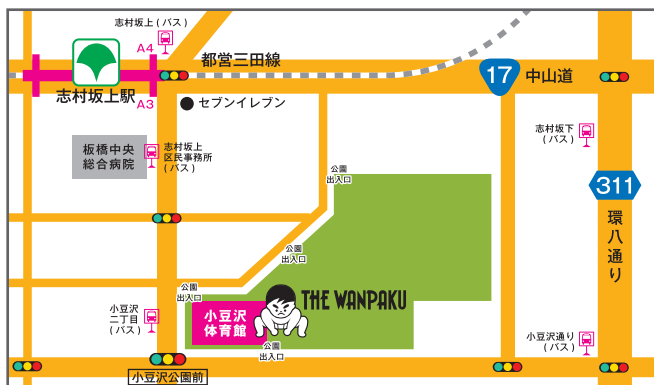 志村坂上 (バス)
A4
都営三田線
17
中山道
志村坂上駅
A3
セブンイレブン
板橋中央
総合病院
志村坂上
区民事務所
(バス)
志村坂下
(バス)
公園
出入口
311
環八通り
公園
出入口
公園
出入口
THE WANPAKU
小豆沢
体育館
小豆沢
二丁目
(バス)
小豆沢通り
(バス)
公園
出入口
小豆沢公園前